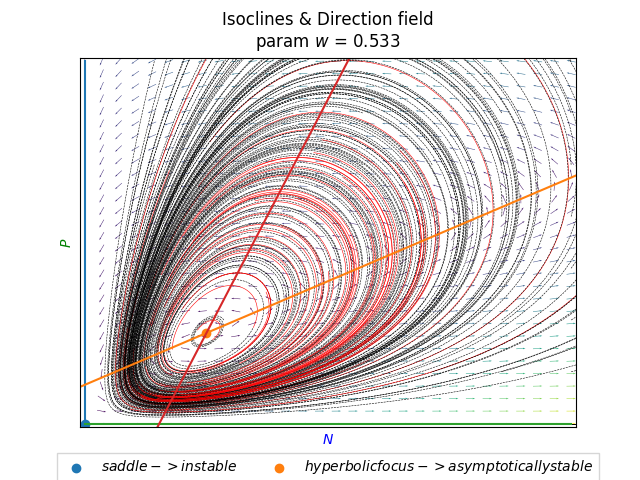 Isoclines & Direction field
param w = 0.533
P
N
saddle -> instable
hyperbolicfocus -> asymptoticallystable